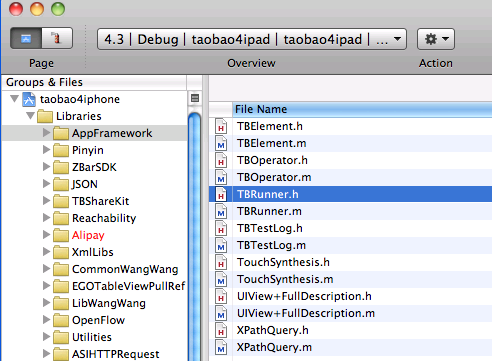 4.3 | Debug | taobao4ipad | taobao4ipad | ...
Page
Overview
Action
Groups & Files
taobao4iphone
Libraries
AppFramework
Pinyin
ZBarSDK
JSON
TBShareKit
Reachability
Alipay
XmlLibs
CommonWangWang
EGOTableViewPullRef
LibWangWang
OpenFlow
Utilities
ASIHTTPRequest
File Name
TBElement.h
TBElement.m
TBOperator.h
TBOperator.m
TBRunner.h
TBRunner.m
TBTestLog.h
TBTestLog.m
TouchSynthesis.h
TouchSynthesis.m
UIView+FullDescription.h
UIView+FullDescription.m
XPathQuery.h
XPathQuery.m